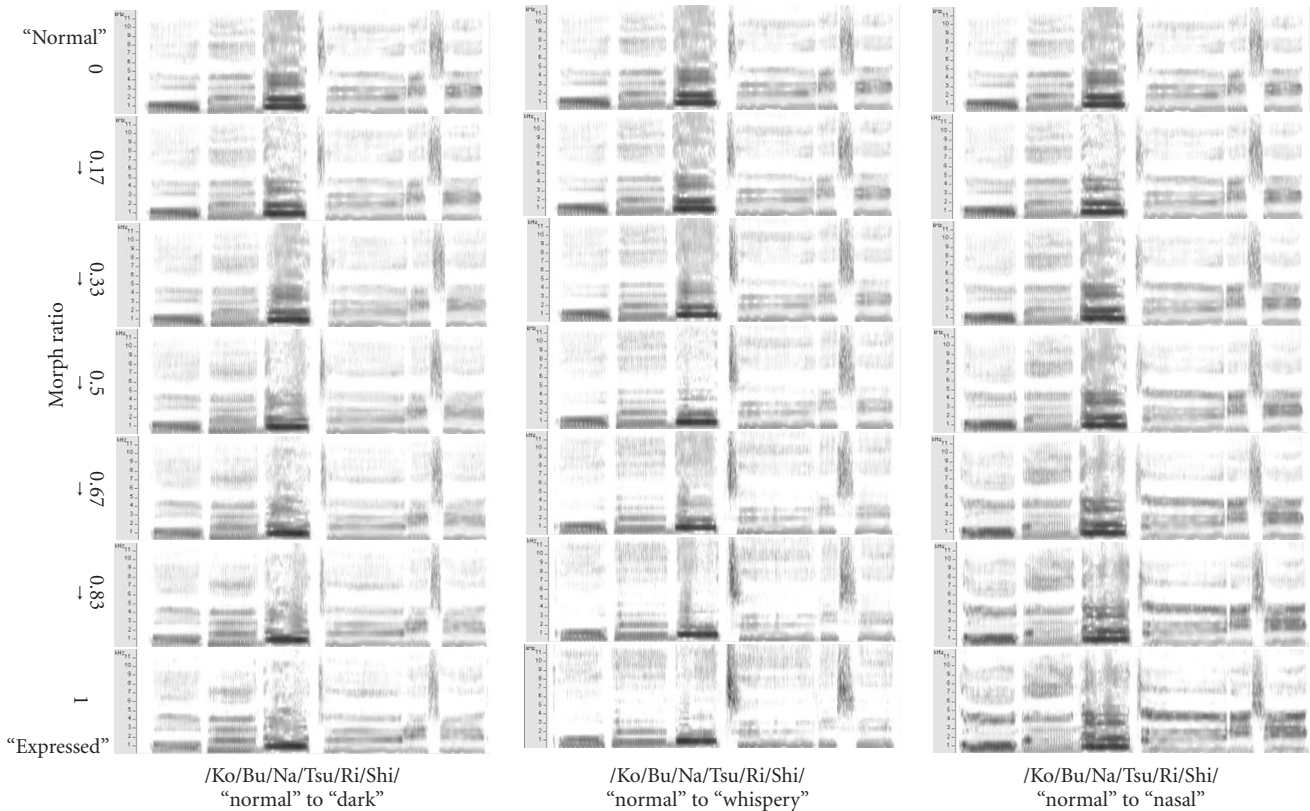 “Normal”
0
0.17
↓
0.33
↓
Morph ratio
0.5
↓
0.67
↓
0.83
↓
1
“Expressed”
/Ko/Bu/Na/Tsu/Ri/Shi/
“normal” to “dark”
/Ko/Bu/Na/Tsu/Ri/Shi/
“normal” to “whispery”
/Ko/Bu/Na/Tsu/Ri/Shi/
“normal” to “nasal”